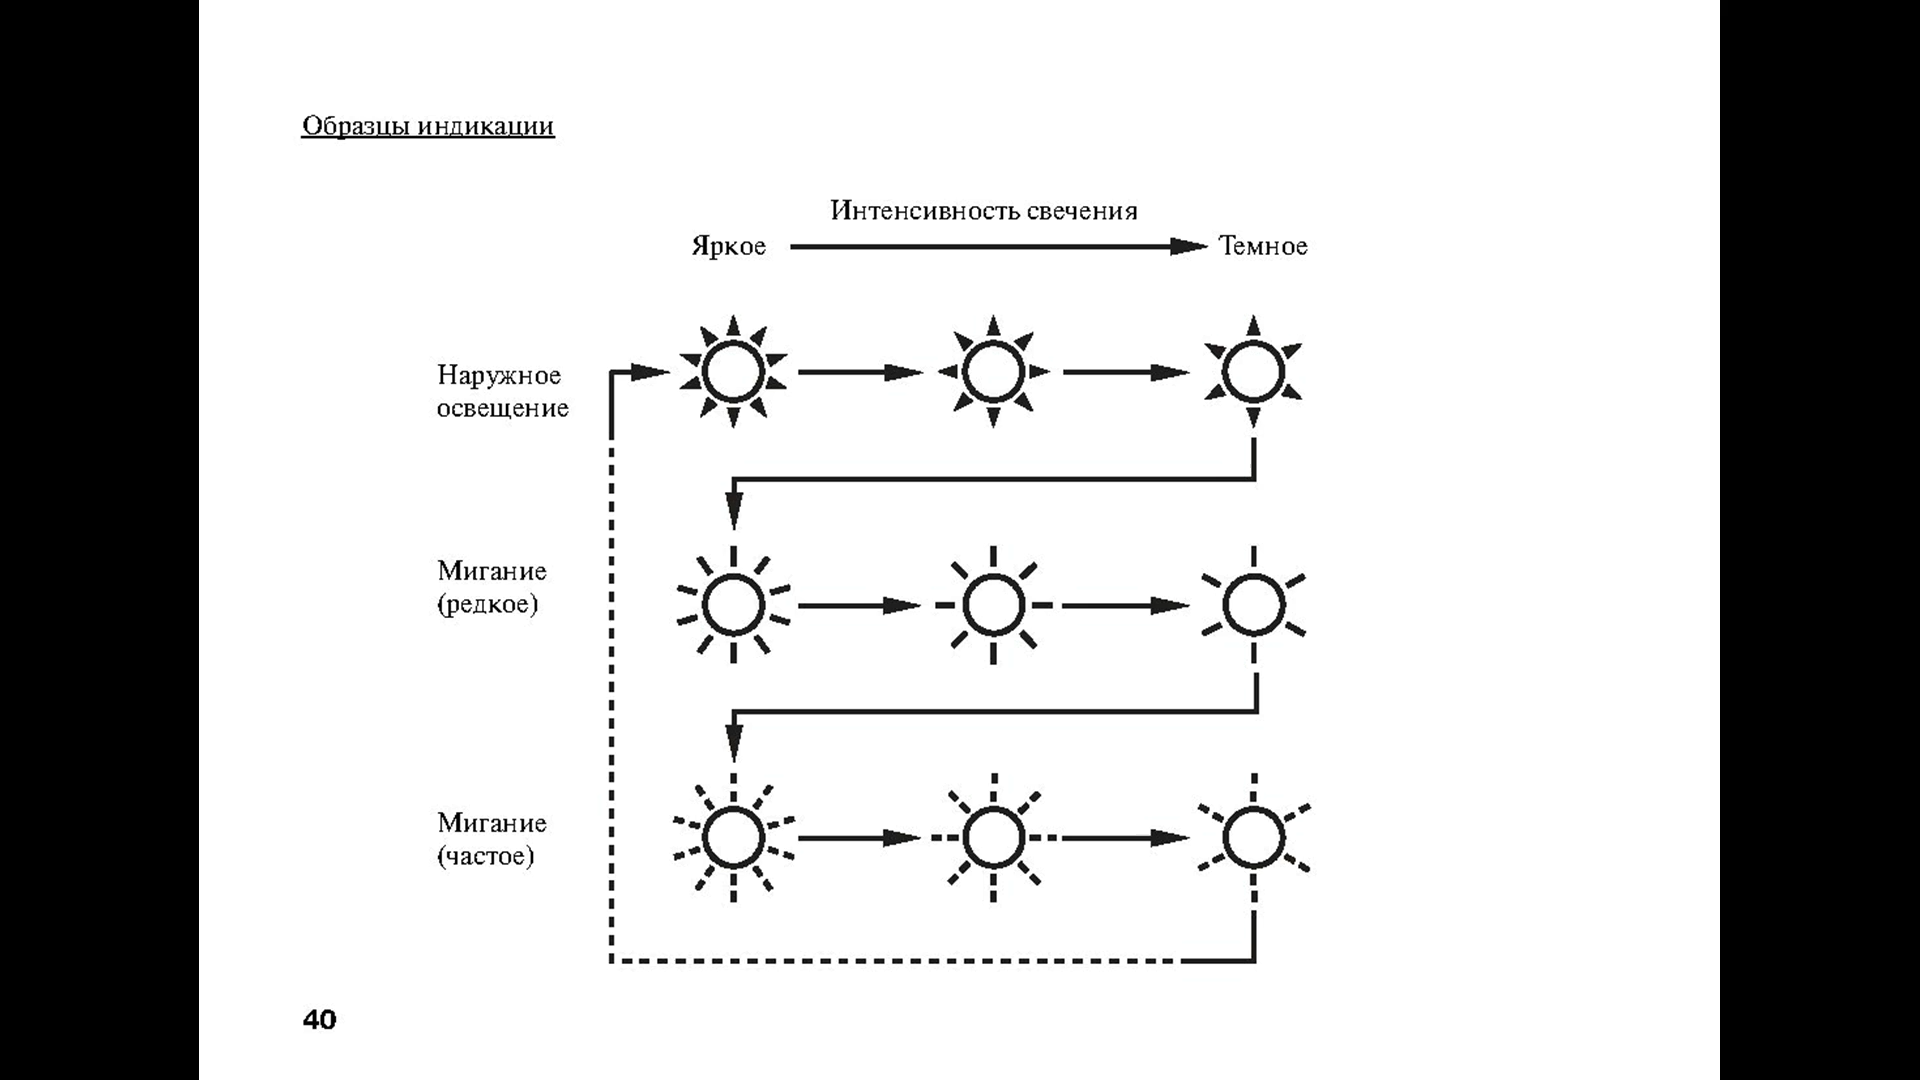 Образцы индикации
Интенсивность свечения
Яркое
Темное
Наружное
освещение
Мигание
(редкое)
Мигание
(частое)
40